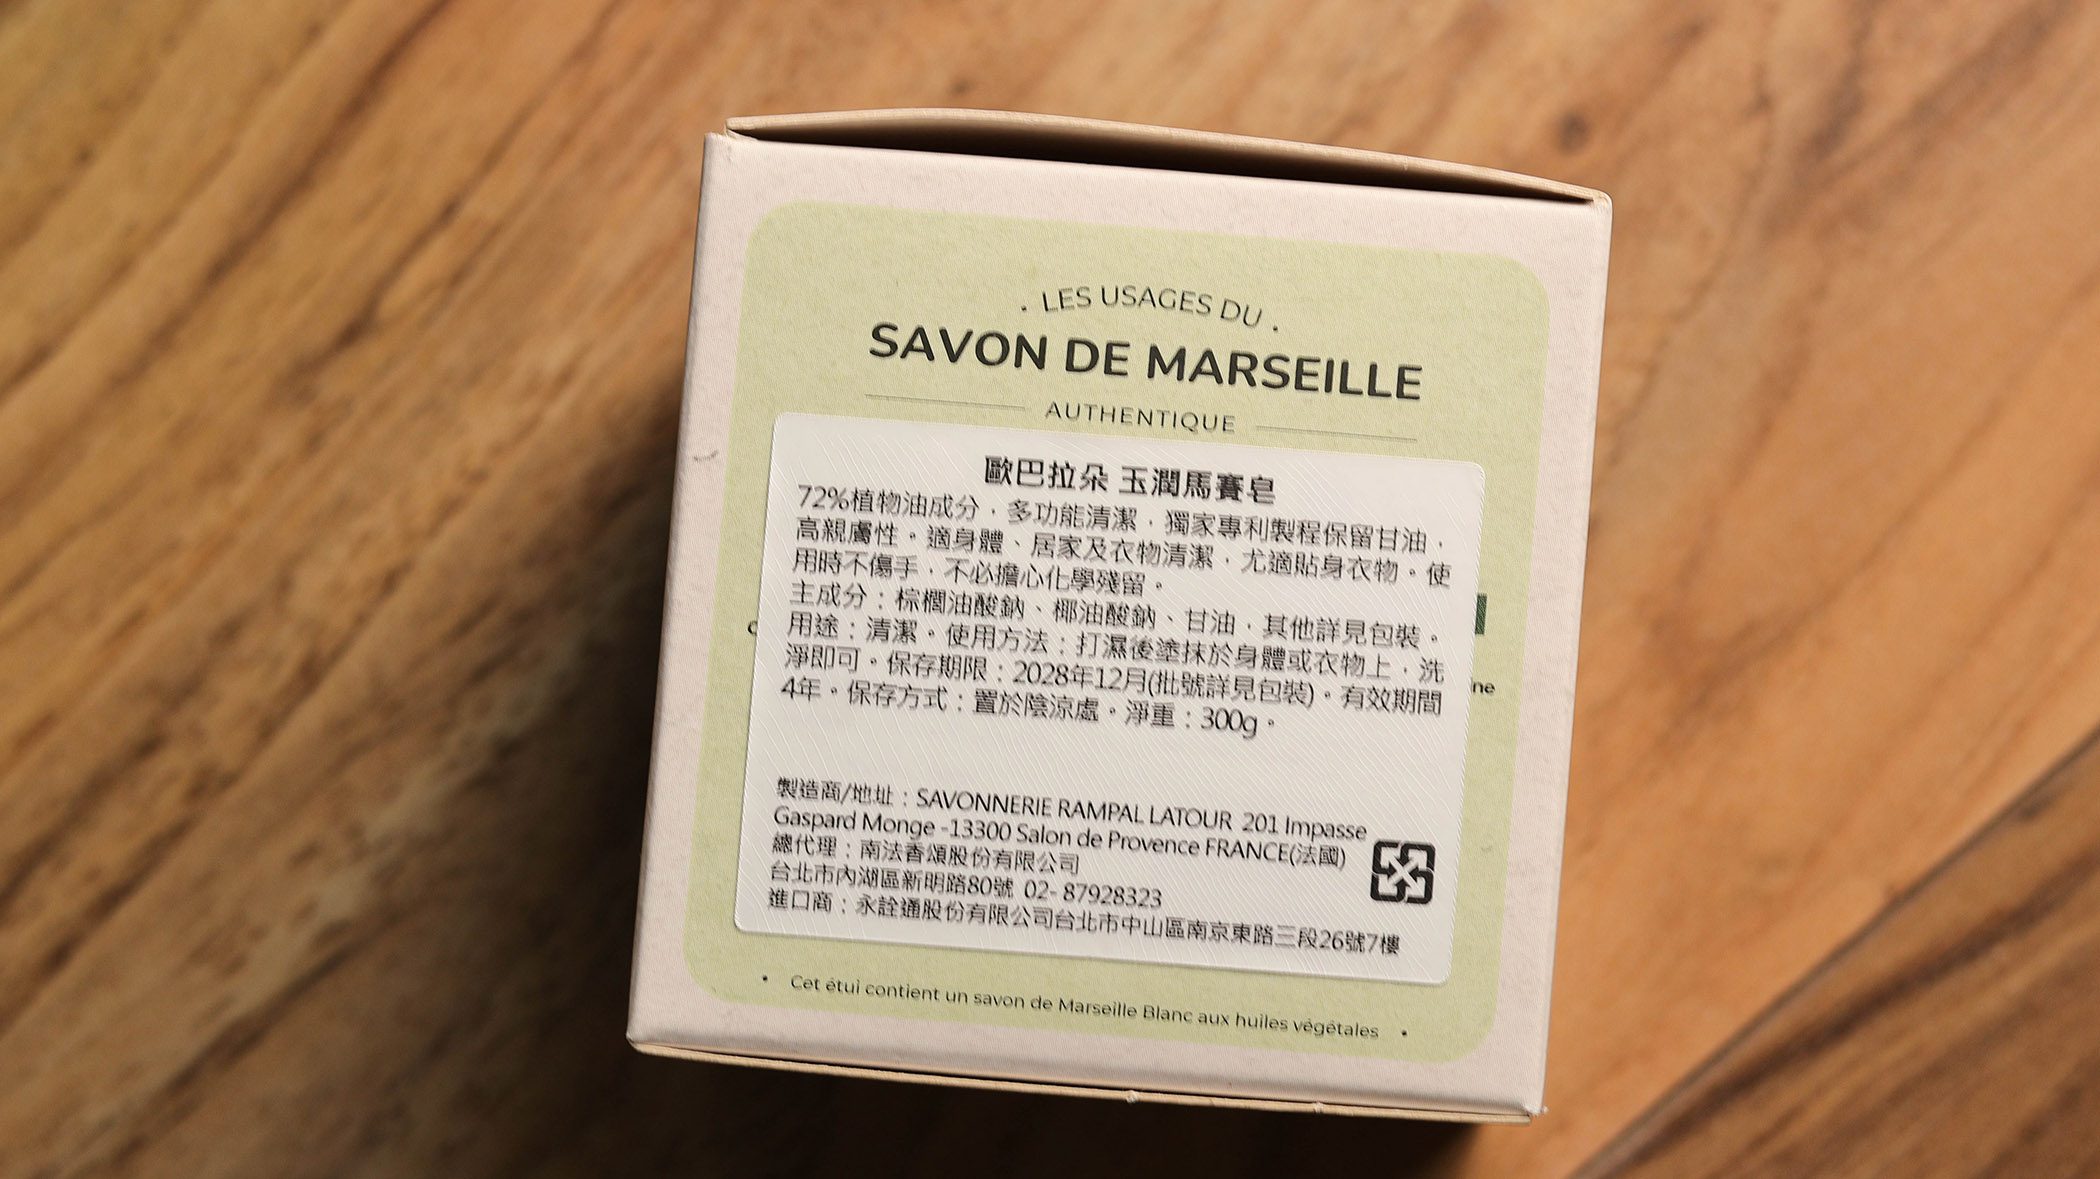 . LES USAGES DU .
SAVON DE MARSEILLE
AUTHENTIQUE
歐巴拉朵 玉潤馬賽皂
72%植物油成分，多功能清潔，獨家專利製程保留甘油，
高親膚性。適身體、居家及衣物清潔，尤適貼身衣物。使
用時不傷手，不必擔心化學殘留。
主成分：棕櫚油酸鈉、椰油酸鈉、甘油，其他詳見包裝。
用途：清潔。使用方法：打濕後塗抹於身體或衣物上，洗
淨即可。保存期限：2028年12月(批號詳見包裝)。有效期間
4年。保存方式：置於陰涼處。淨重：300g。
製造商/地址：SAVONNERIE RAMPAL LATOUR 201 Impasse
Gaspard Monge -13300 Salon de Provence FRANCE(法國)
總代理：南法香頌股份有限公司
台北市內湖區新明路80號 02- 87928323
進口商：永詮通股份有限公司台北市中山區南京東路三段26號7樓
ne
• Cet étui contient un savon de Marseille Blanc aux huiles végétales •